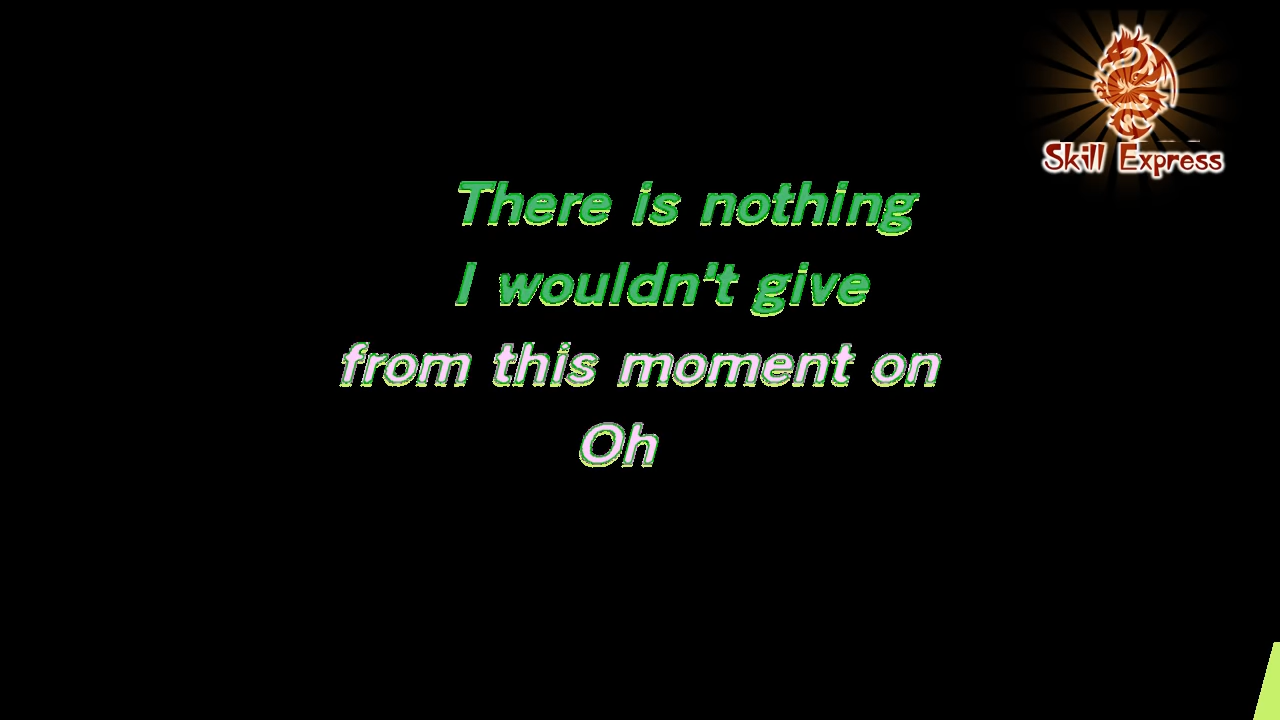 Skill Express
There is nothing
I wouldn't give
from this moment on
Oh